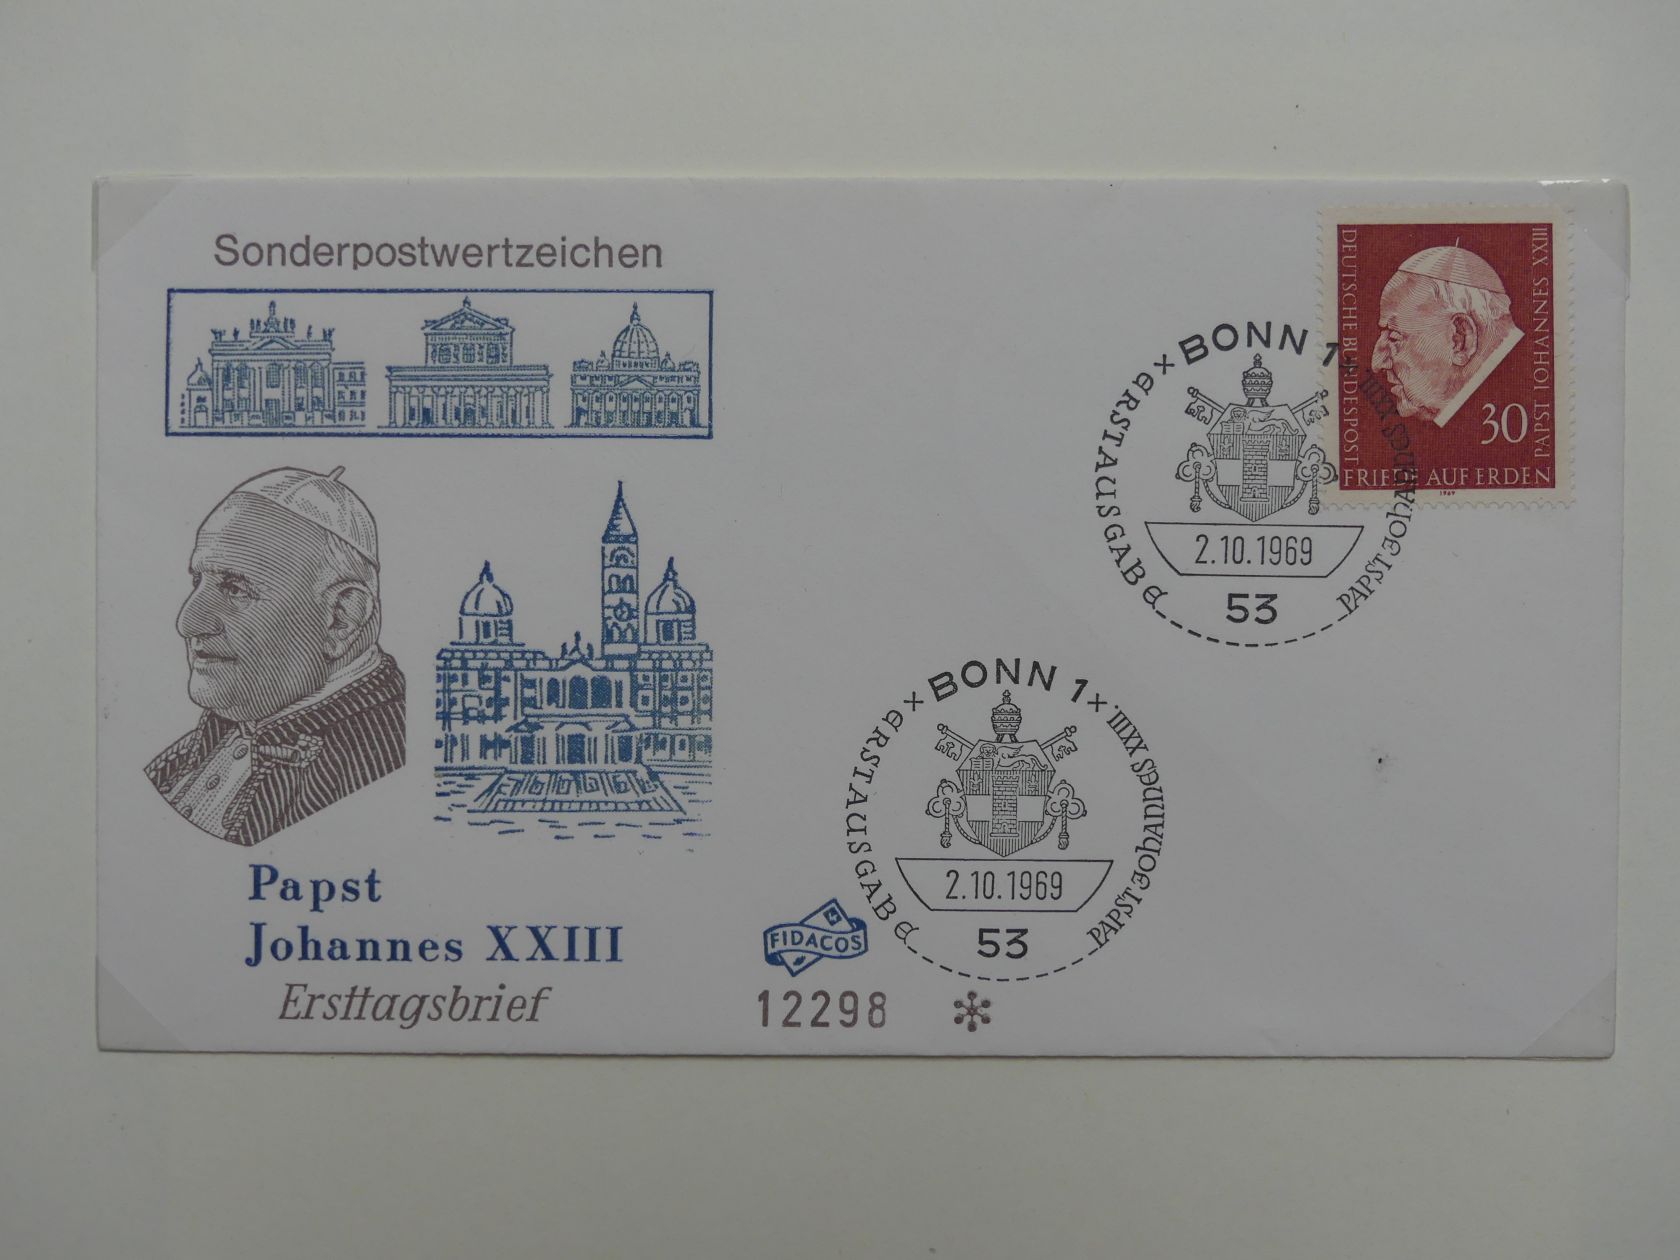 Sonderpostwertzeichen
Papst
Johannes XXIII
Ersttagsbrief
FIDACOS
12298
DEUTSCHE BUNDESPOST
PAPST JOHANNES XXIII
30
FRIEDE AUF ERDEN
1969
BONN 1
ERSTAUSGABE
PAPST JOHANNES XXIII.
2.10.1969
53
BONN 1
ERSTAUSGABE
PAPST JOHANNES XXIII.
2.10.1969
53